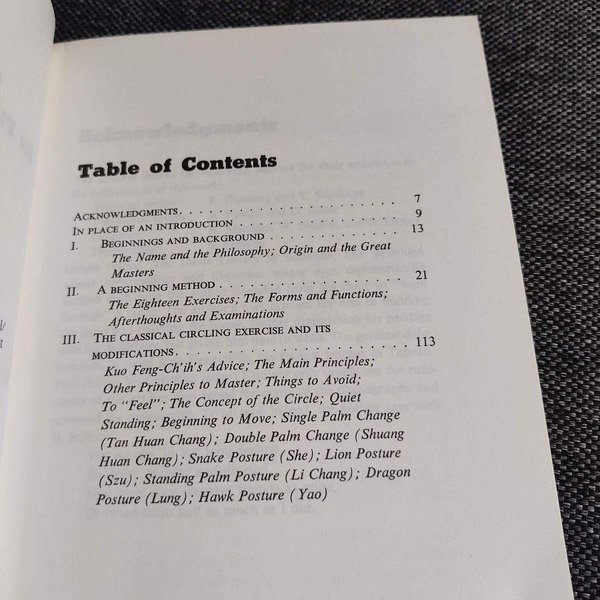 Table of Contents
ACKNOWLEDGMENTS. . . . . . . . . . . . . . . . . . . . 7
IN PLACE OF AN INTRODUCTION . . . . . . . . . . . . . . 9
I. BEGINNINGS AND BACKGROUND . . . . . . . . . . . . 13
The Name and the Philosophy; Origin and the Great
Masters
II. A BEGINNING METHOD . . . . . . . . . . . . . . . . 21
The Eighteen Exercises; The Forms and Functions;
Afterthoughts and Examinations
III. THE CLASSICAL CIRCLING EXERCISE AND ITS
MODIFICATIONS. . . . . . . . . . . . . . . . . . . . 113
Kuo Feng-Ch'ih's Advice; The Main Principles;
Other Principles to Master; Things to Avoid;
To "Feel"; The Concept of the Circle; Quiet
Standing; Beginning to Move; Single Palm Change
(Tan Huan Chang); Double Palm Change (Shuang
Huan Chang); Snake Posture (She); Lion Posture
(Szu); Standing Palm Posture (Li Chang); Dragon
Posture (Lung); Hawk Posture (Yao)